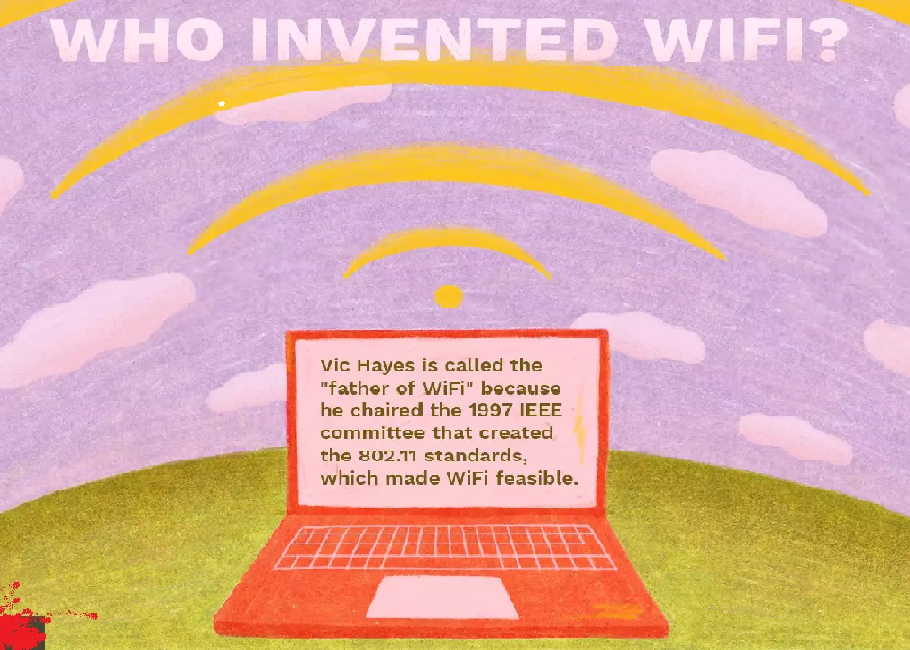 WHO INVENTED WIFI?
Vic Hayes is called the
"father of WiFi" because
he chaired the 1997 IEEE
committee that created
the 802.11 standards,
which made WiFi feasible.